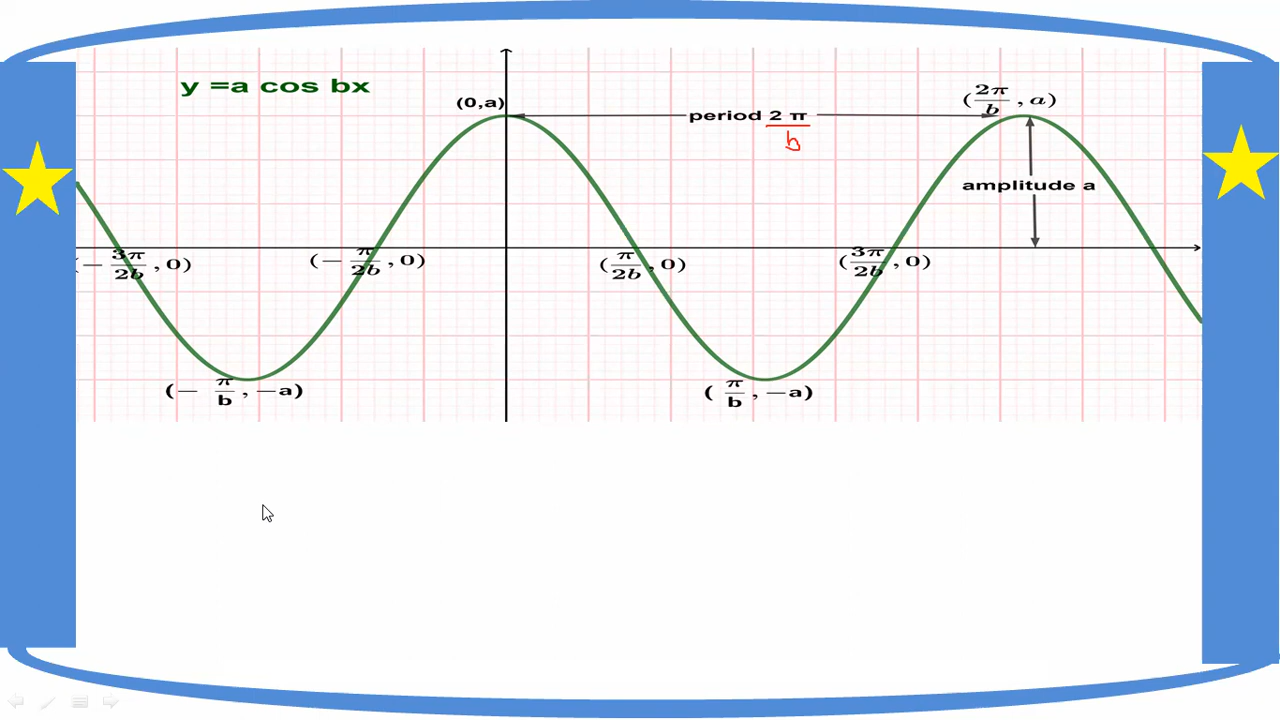 y =a cos bx
(0,a)
period 2 π
b
(2π/b , a)
amplitude a
(− 3π/2b , 0)
(− π/2b , 0)
(π/2b , 0)
(3π/2b , 0)
(− π/b , −a)
( π/b , −a)